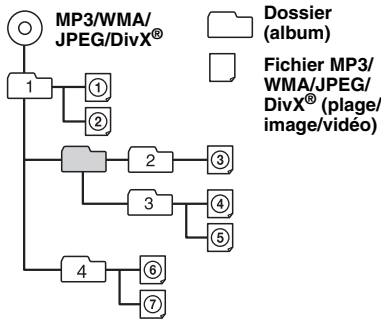 MP3/WMA/
JPEG/DivX®
Dossier
(album)
Fichier MP3/
WMA/JPEG/
DivX® (plage/
image/vidéo)
1
①
②
2
③
3
④
⑤
4
⑥
⑦